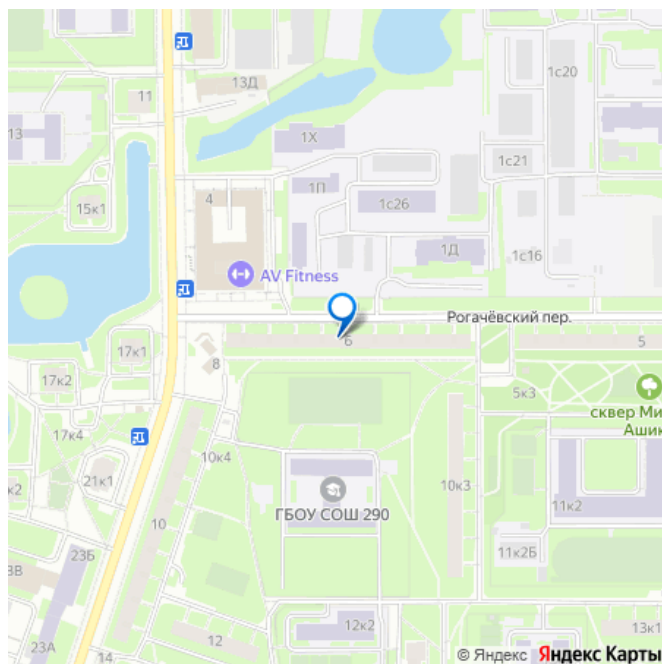 1с20
13Д
11
13
1Х
1с21
1П
15к1
4
1с26
1Д
1с16
AV Fitness
Рогачёвский пер.
6
5
17к1
8
17к2
5к3
сквер Ми
Ашик
17к4
10к4
21к1
10к3
к2
11к2
ГБОУ СОШ 290
10
23Б
11к2Б
3В
12к2
13к1
12
23А
14
© Яндекс Яндекс Карты